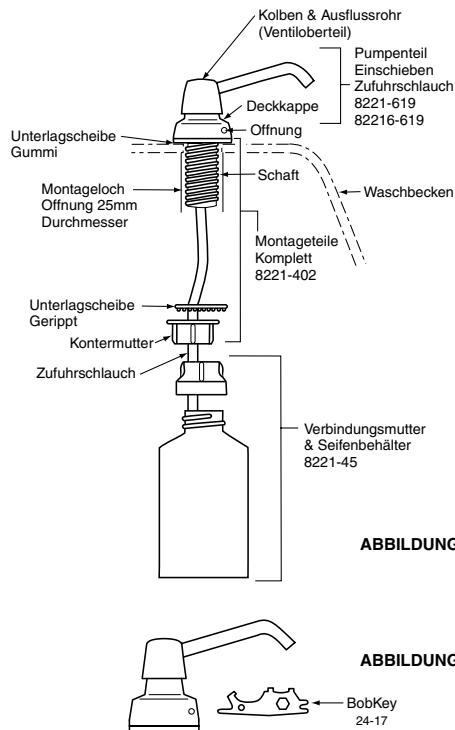 Kolben & Ausflussrohr
(Ventiloberteil)
Pumpenteil
Einschieben
Zufuhrschlauch
8221-619
82216-619
Deckkappe
Offnung
Unterlagscheibe
Gummi
Schaft
Montageloch
Offnung 25mm
Durchmesser
Waschbecken
Montageteile
Komplett
8221-402
Unterlagscheibe
Gerippt
Kontermutter
Zufuhrschlauch
Verbindungsmutter
& Seifenbehälter
8221-45
ABBILDUNG
ABBILDUNG
BobKey
24-17